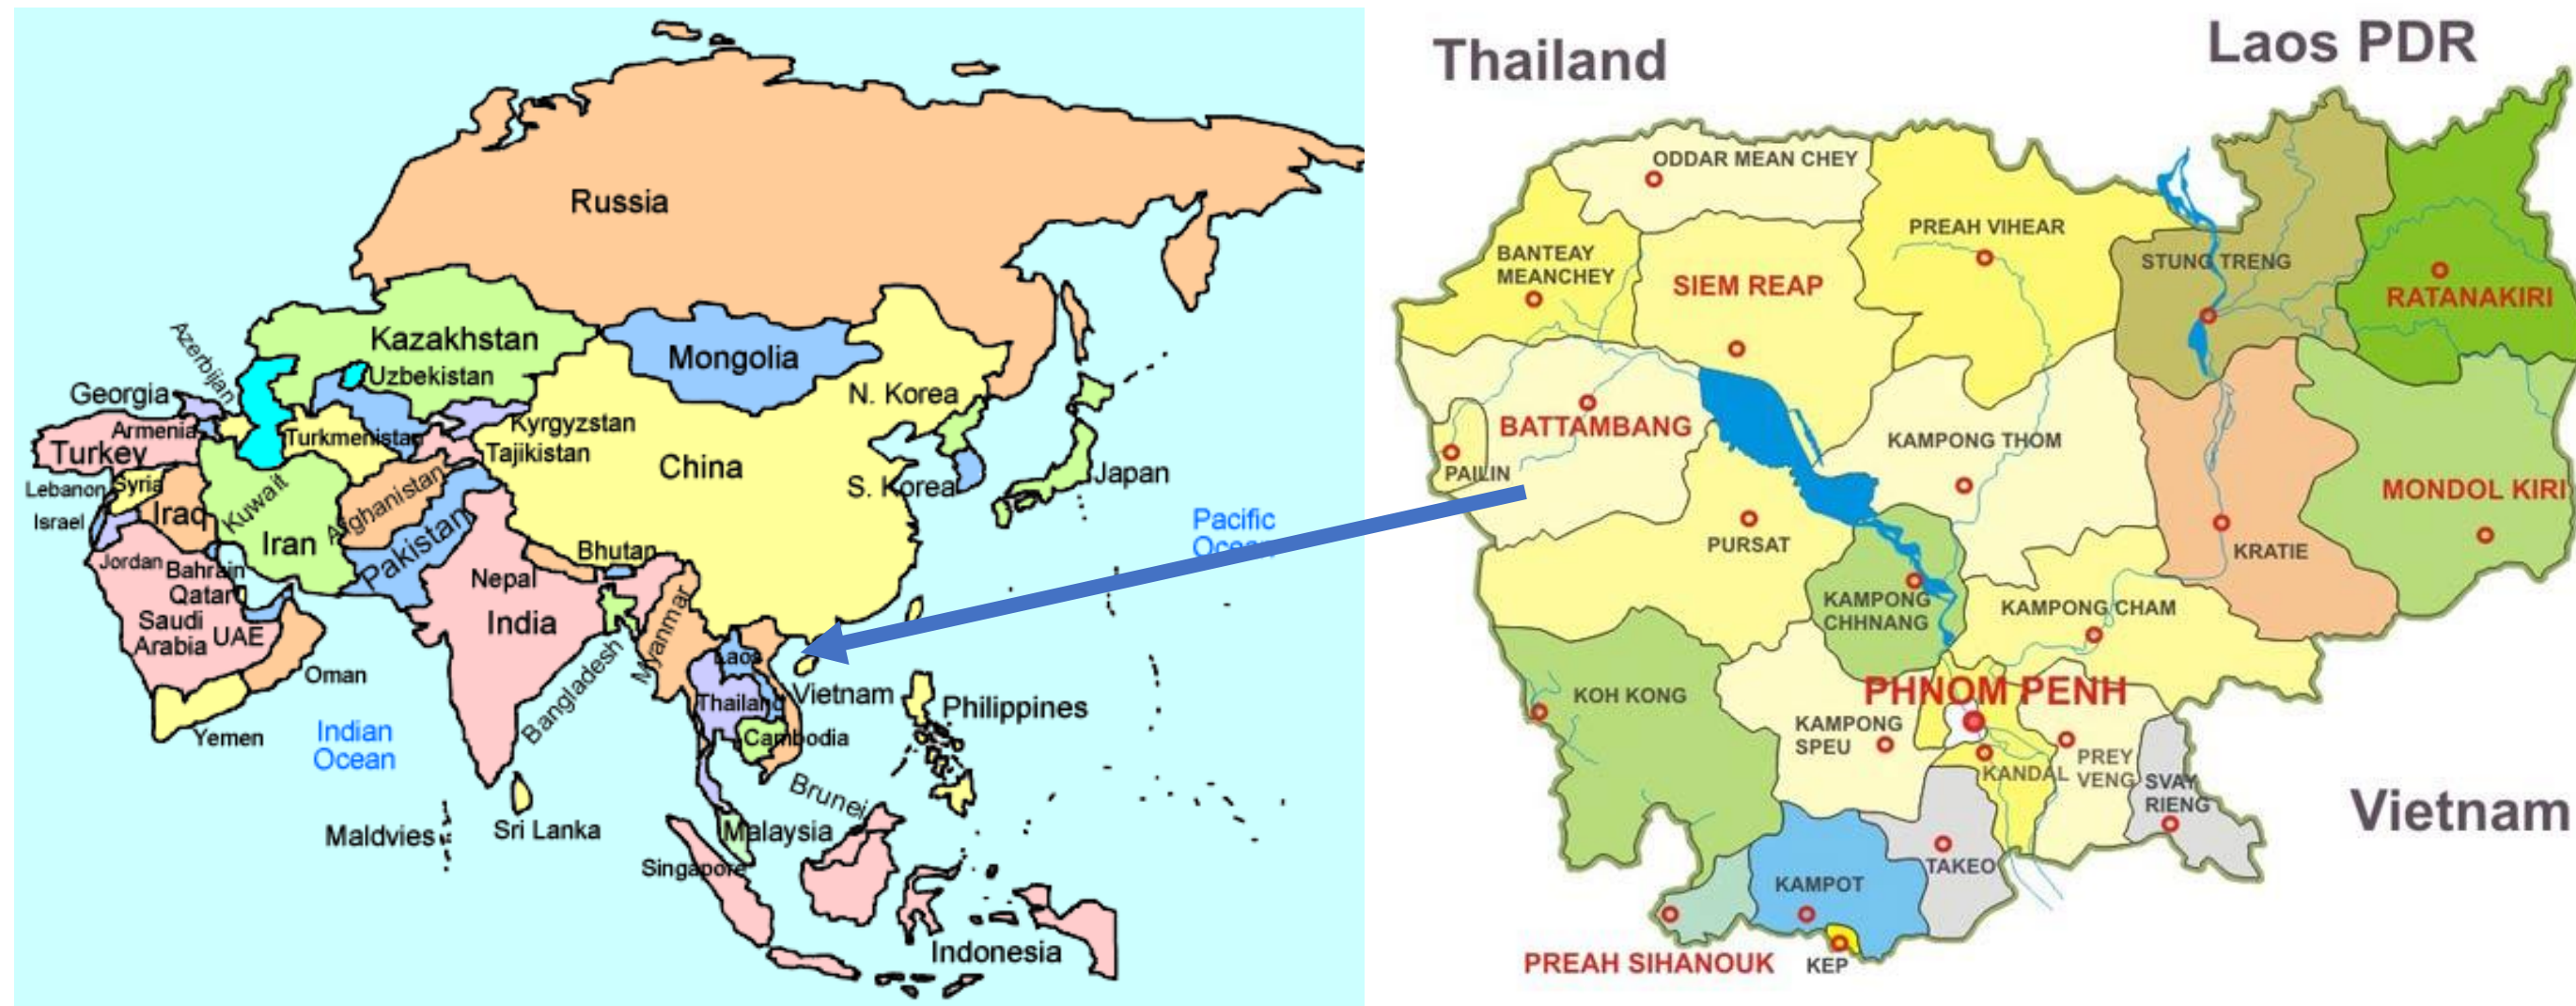 Russia
Kazakhstan
Mongolia
Azerbijan
Uzbekistan
Georgia
N. Korea
Kyrgyzstan
Armenia
Turkmenistan
Turkey
Tajikistan
China
Japan
Lebanon
Syria
S. Korea
Afghanistan
Kuwait
Israel
Iraq
Iran
Pakistan
Pacific
Ocean
Jordan
Bahrain
Bhutan
Nepal
Qatar
Saudi
Arabia
UAE
India
Myanmar
Bangladesh
Laos
Oman
Thailand
Vietnam
Philippines
Yemen
Indian
Ocean
Cambodia
Brunei
Maldvies
Sri Lanka
Malaysia
Singapore
Indonesia
Thailand
Laos PDR
ODDAR MEAN CHEY
PREAH VIHEAR
BANTEAY
MEANCHEY
SIEM REAP
STUNG TRENG
RATANAKIRI
BATTAMBANG
KAMPONG THOM
PAILIN
MONDOL KIRI
PURSAT
KRATIE
KAMPONG
CHHNANG
KAMPONG CHAM
KOH KONG
PHNOM PENH
KAMPONG
SPEU
KANDAL
PREY
VENG
SVAY
RIENG
Vietnam
TAKEO
KAMPOT
PREAH SIHANOUK
KEP